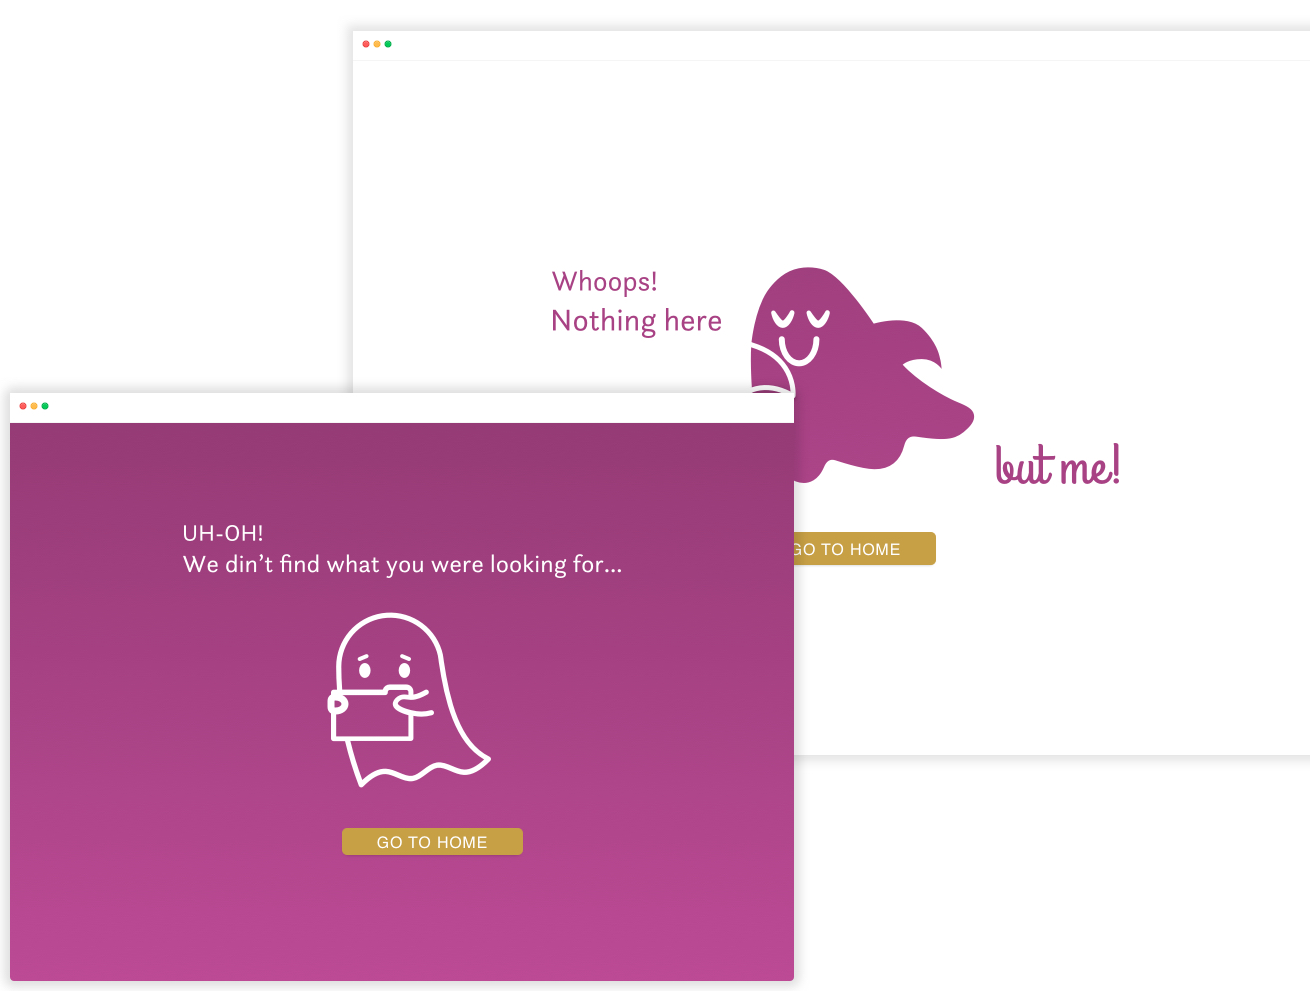 Whoops!
Nothing here
but me!
GO TO HOME
UH-OH!
We din’t find what you were looking for...
GO TO HOME